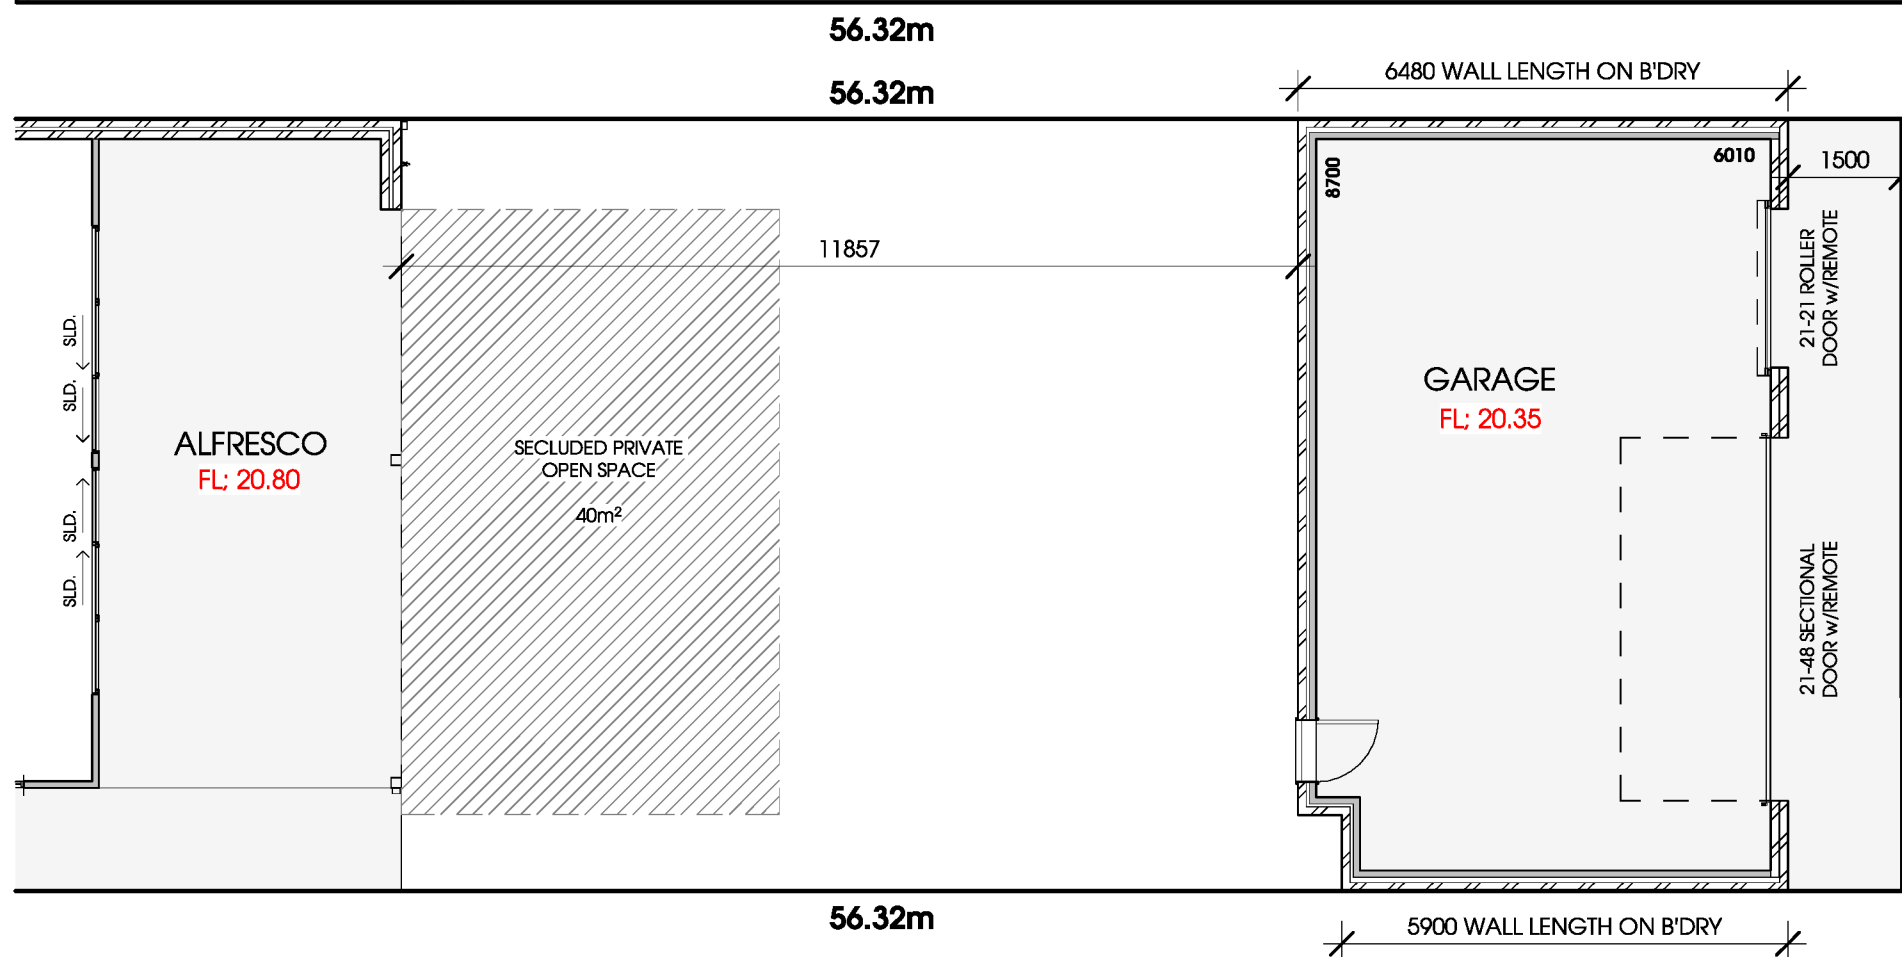 56.32m
56.32m
6480 WALL LENGTH ON B'DRY
8700
6010
1500
11857
21-21 ROLLER
DOOR w/REMOTE
SLD.
SLD.
SLD.
SLD.
ALFRESCO
FL; 20.80
SECLUDED PRIVATE
OPEN SPACE
40m²
GARAGE
FL; 20.35
21-48 SECTIONAL
DOOR w/REMOTE
56.32m
5900 WALL LENGTH ON B'DRY